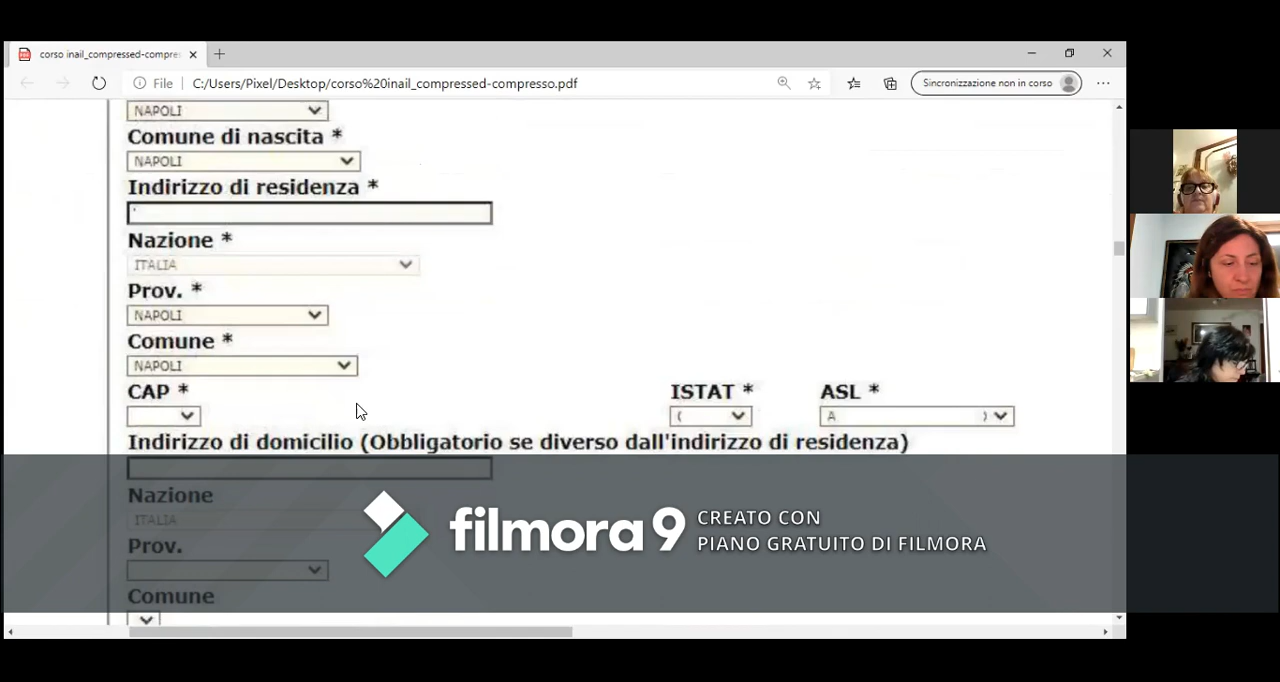 corso inail_compressed-compre
File
C:/Users/Pixel/Desktop/corso%20inail_compressed-compresso.pdf
Sincronizzazione non in corso
NAPOLI
Comune di nascita *
NAPOLI
Indirizzo di residenza *
Nazione *
ITALIA
Prov. *
NAPOLI
Comune *
NAPOLI
CAP * ISTAT * ASL *
( A )
Indirizzo di domicilio (Obbligatorio se diverso dall'indirizzo di residenza)
Nazione
ITALIA
Prov.
Comune
filmora 9
CREATO CON
PIANO GRATUITO DI FILMORA